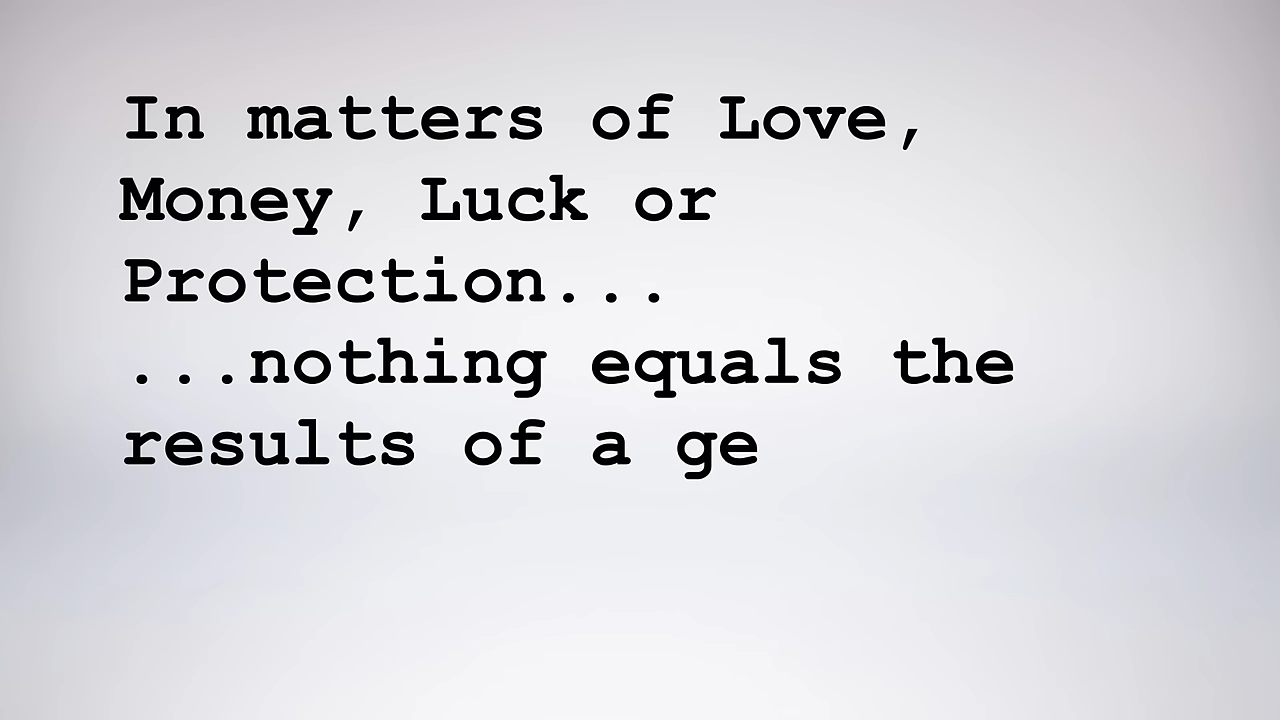 In matters of Love,
Money, Luck or
Protection...
...nothing equals the
results of a ge